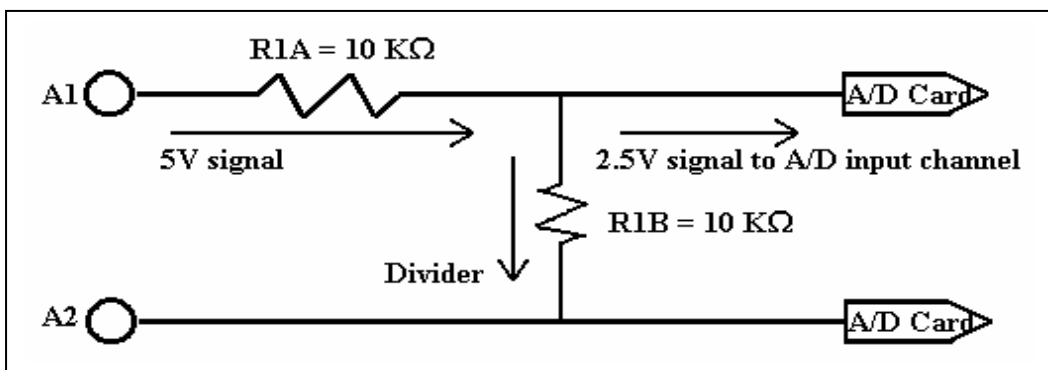 R1A = 10 KΩ
A1
A/D Card
5V signal
2.5V signal to A/D input channel
R1B = 10 KΩ
Divider
A2
A/D Card